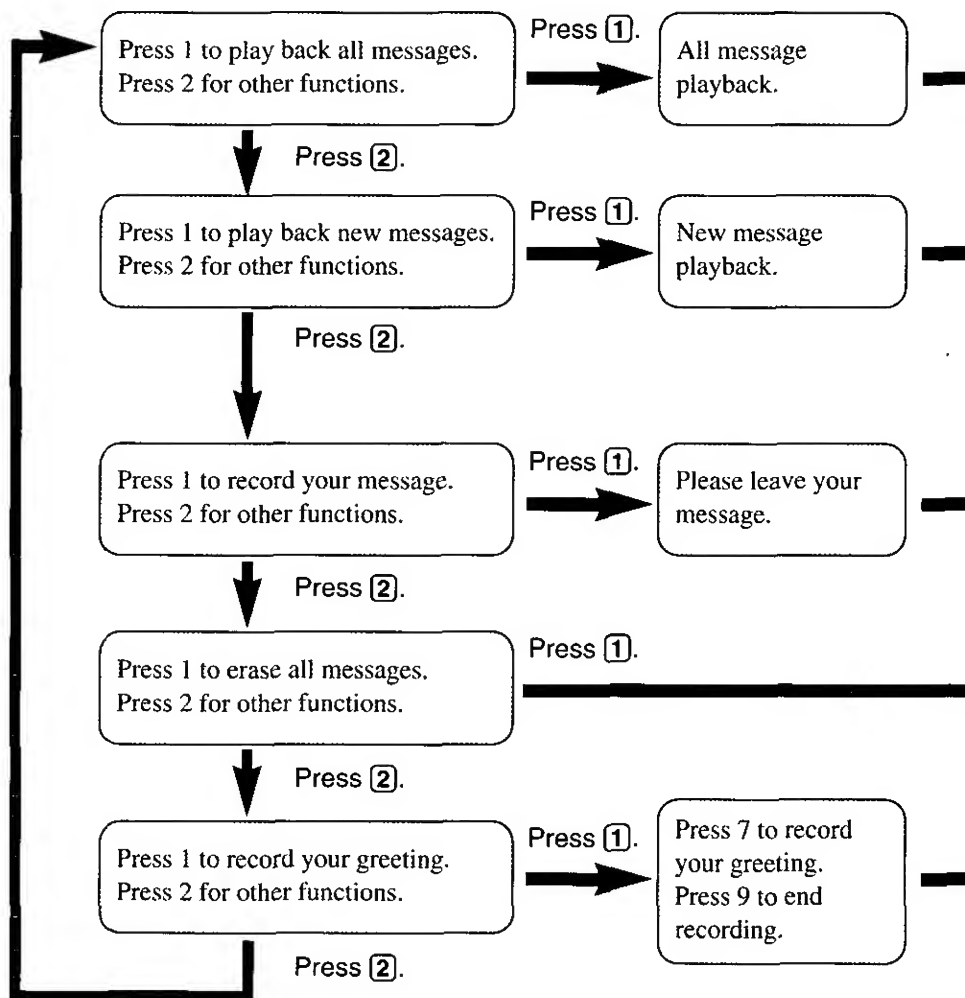 Press 1 to play back all messages.
Press 2 for other functions.
Press 1.
All message
playback.
Press 2.
Press 1 to play back new messages.
Press 2 for other functions.
Press 1.
New message
playback.
Press 2.
Press 1 to record your message.
Press 2 for other functions.
Press 1.
Please leave your
message.
Press 2.
Press 1 to erase all messages.
Press 2 for other functions.
Press 1.
Press 2.
Press 1 to record your greeting.
Press 2 for other functions.
Press 1.
Press 7 to record
your greeting.
Press 9 to end
recording.
Press 2.